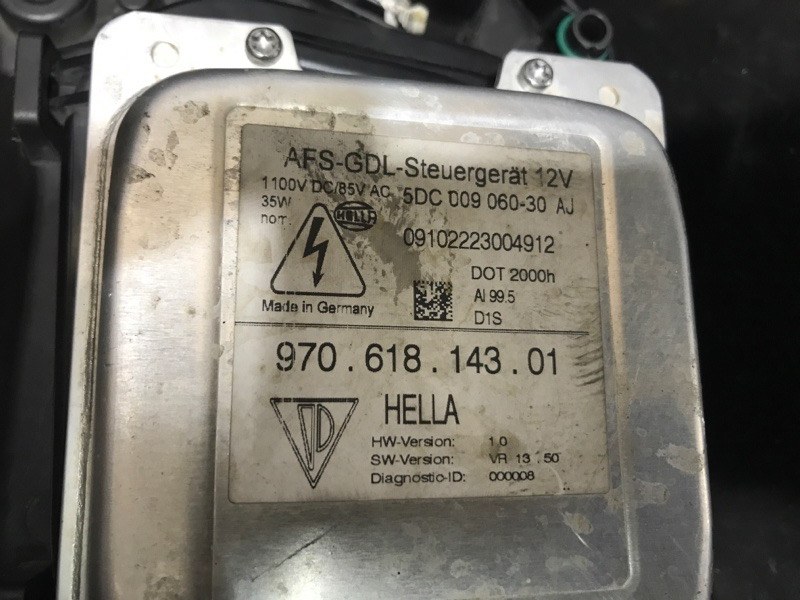 AFS-GDL-Steuergerät 12V
1100V DC/85V AC 5DC 009 060-30 AJ
35W
nom.
HELLA
09102223004912
DOT 2000h
Al 99.5
D1S
Made in Germany
970.618.143.01
HELLA
HW-Version: 1.0
SW-Version: VR 13.50
Diagnostic-ID: 000008